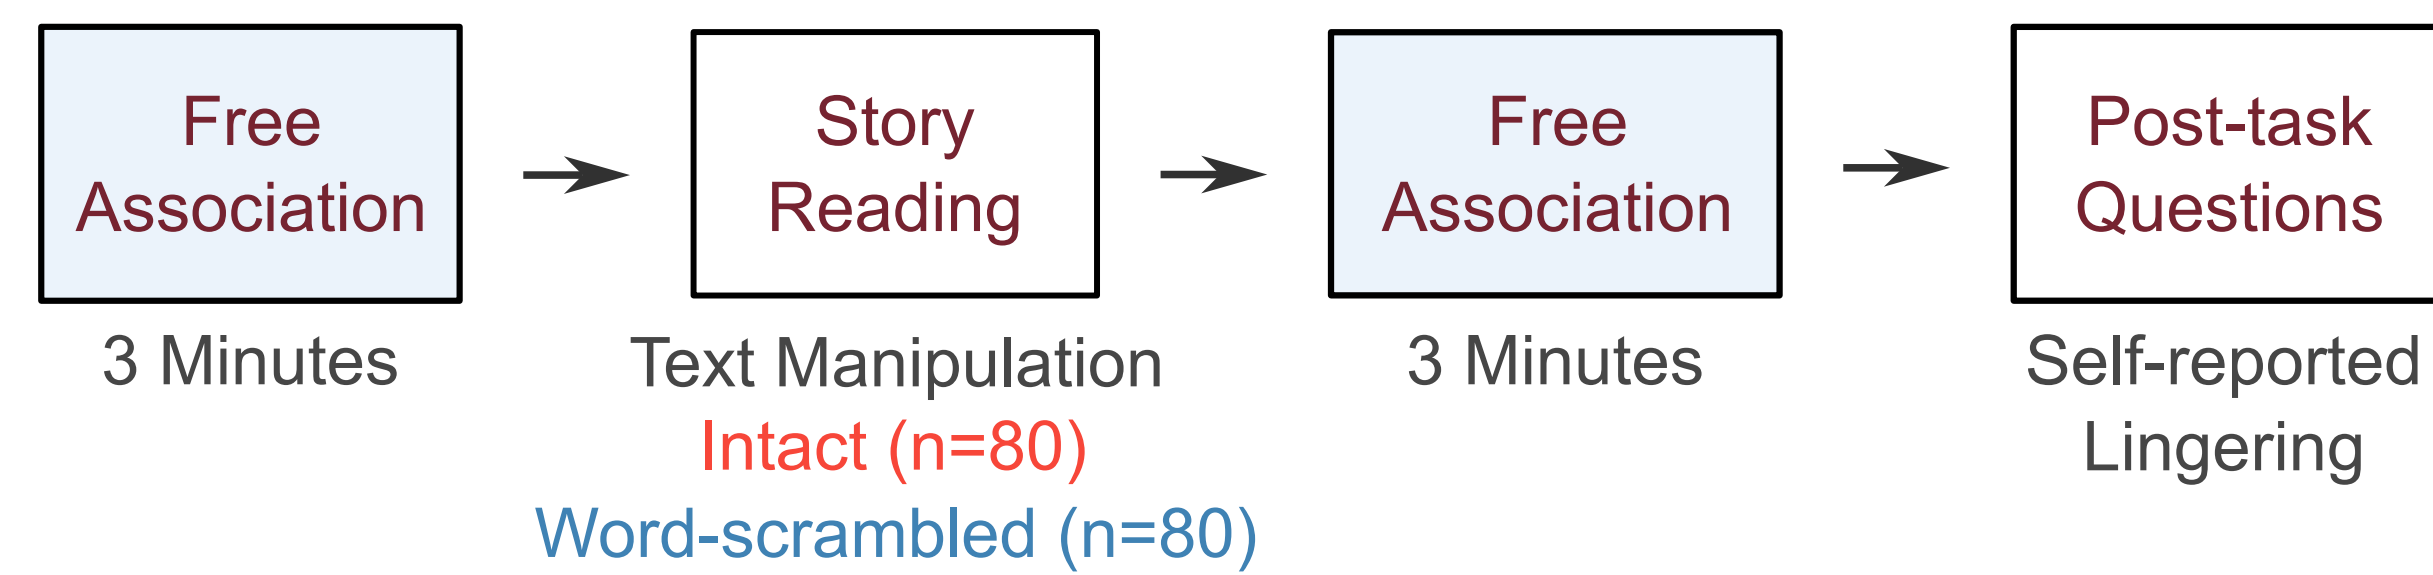 Free
Association
3 Minutes
Story
Reading
Text Manipulation
Intact (n=80)
Word-scrambled (n=80)
Free
Association
3 Minutes
Post-task
Questions
Self-reported
Lingering